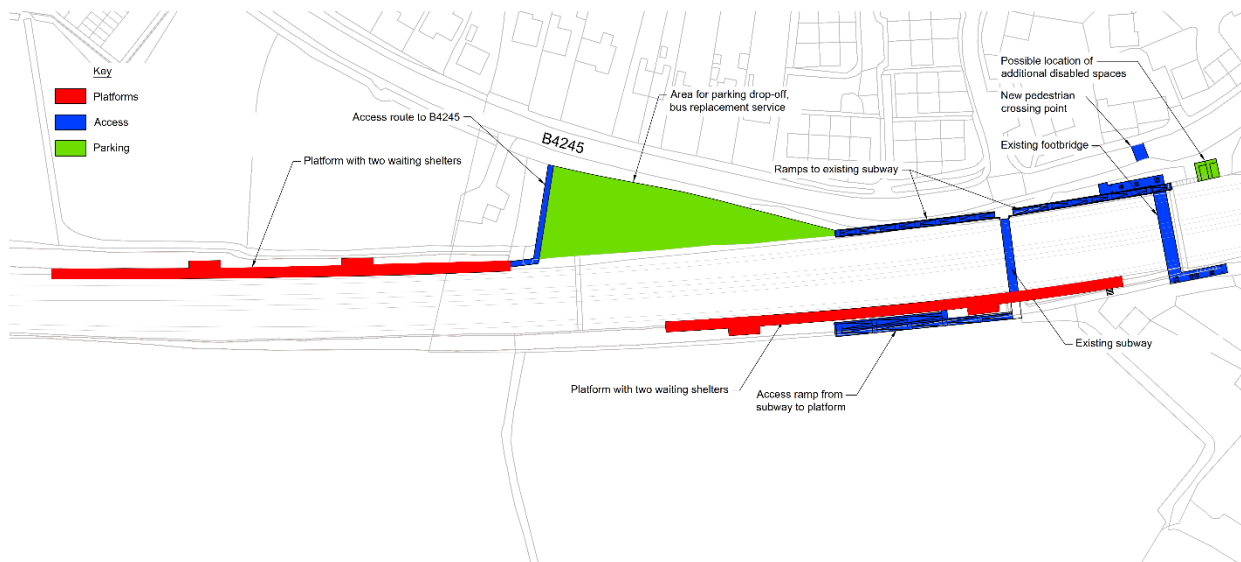 Key
Platforms
Access
Parking
Access route to B4245
Platform with two waiting shelters
Area for parking drop-off,
bus replacement service
B4245
Ramps to existing subway
Possible location of
additional disabled spaces
New pedestrian
crossing point
Existing footbridge
Platform with two waiting shelters
Access ramp from
subway to platform
Existing subway